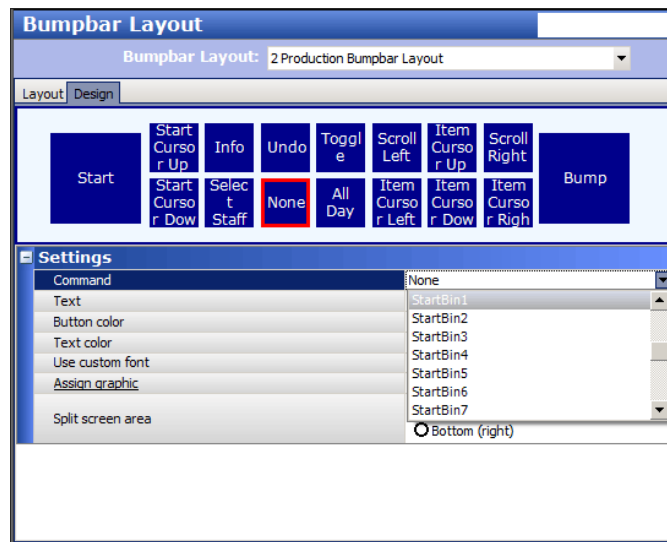 Bumpbar Layout
Bumpbar Layout: 2 Production Bumpbar Layout
Layout Design
Start
Start
Curso
r Up
Info
Undo
Toggl
e
Scroll
Left
Item
Curso
r Up
Scroll
Right
Bump
Start
Curso
r Dow
Selec
t
Staff
None
All
Day
Item
Curso
r Left
Item
Curso
r Dow
Item
Curso
r Righ
Settings
Command None
Text
Button color
Text color
Use custom font
Assign graphic
Split screen area
StartBin1
StartBin2
StartBin3
StartBin4
StartBin5
StartBin6
StartBin7
Bottom (right)